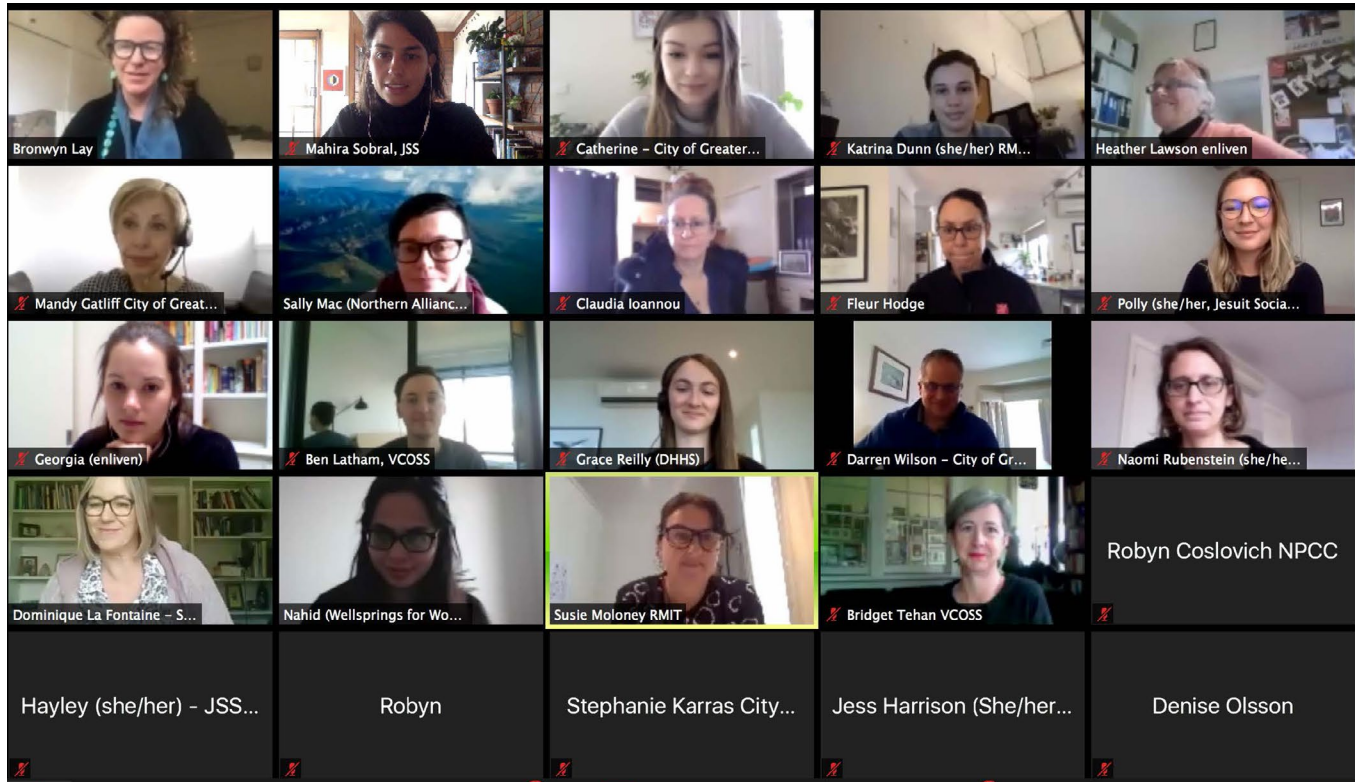 Bronwyn Lay
Mahira Sobral, JSS
Catherine – City of Greater...
Katrina Dunn (she/her) RM...
Heather Lawson enliven
Mandy Gatliff City of Great...
Sally Mac (Northern Allianc...
Claudia Ioannou
Fleur Hodge
Polly (she/her, Jesuit Socia...
Georgia (enliven)
Ben Latham, VCOSS
Grace Reilly (DHHS)
Darren Wilson – City of Gr...
Naomi Rubenstein (she/he...
Dominique La Fontaine – S...
Nahid (Wellsprings for Wo...
Susie Moloney RMIT
Bridget Tehan VCOSS
Robyn Coslovich NPCC
Hayley (she/her) – JSS...
Robyn
Stephanie Karras City...
Jess Harrison (She/her...
Denise Olsson